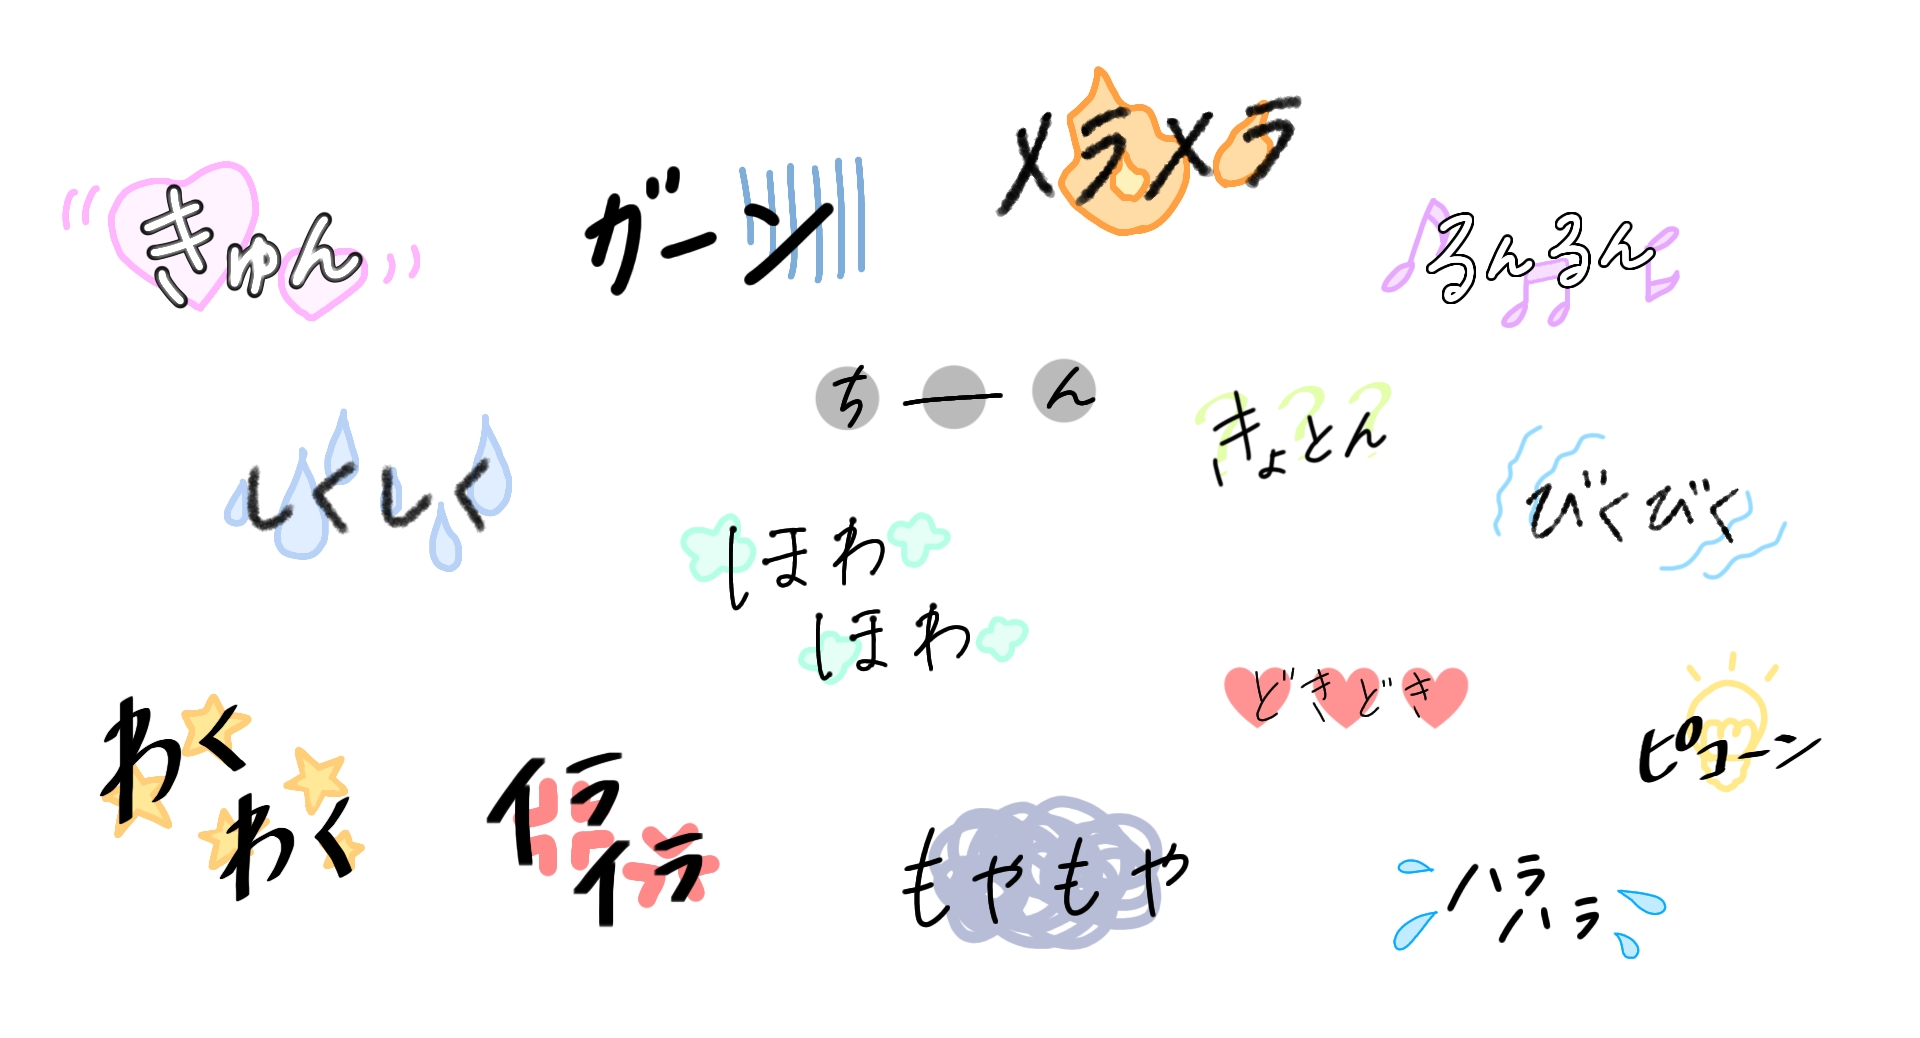 メラメラ
きゅん
ガーン
るんるん
ちーん
きょとん
しくしく
びくびく
ほわ
ほわ
どきどき
わく
わく
ピコーン
イラ
イラ
もやもや
ハラ
ハラ